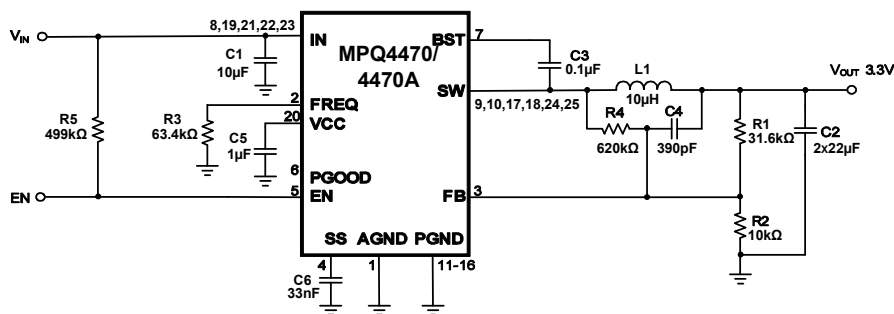 8,19,21,22,23
V_IN
IN
MPQ4470/
4470A
BST
7
C1
10µF
C3
0.1µF
SW
9,10,17,18,24,25
L1
10µH
V_OUT 3.3V
R5
499kΩ
R3
63.4kΩ
2
FREQ
20
VCC
C5
1µF
R4
620kΩ
C4
390pF
R1
31.6kΩ
C2
2x22µF
6
PGOOD
EN
5
EN
FB
3
R2
10kΩ
SS
AGND
PGND
4
1
11-16
C6
33nF